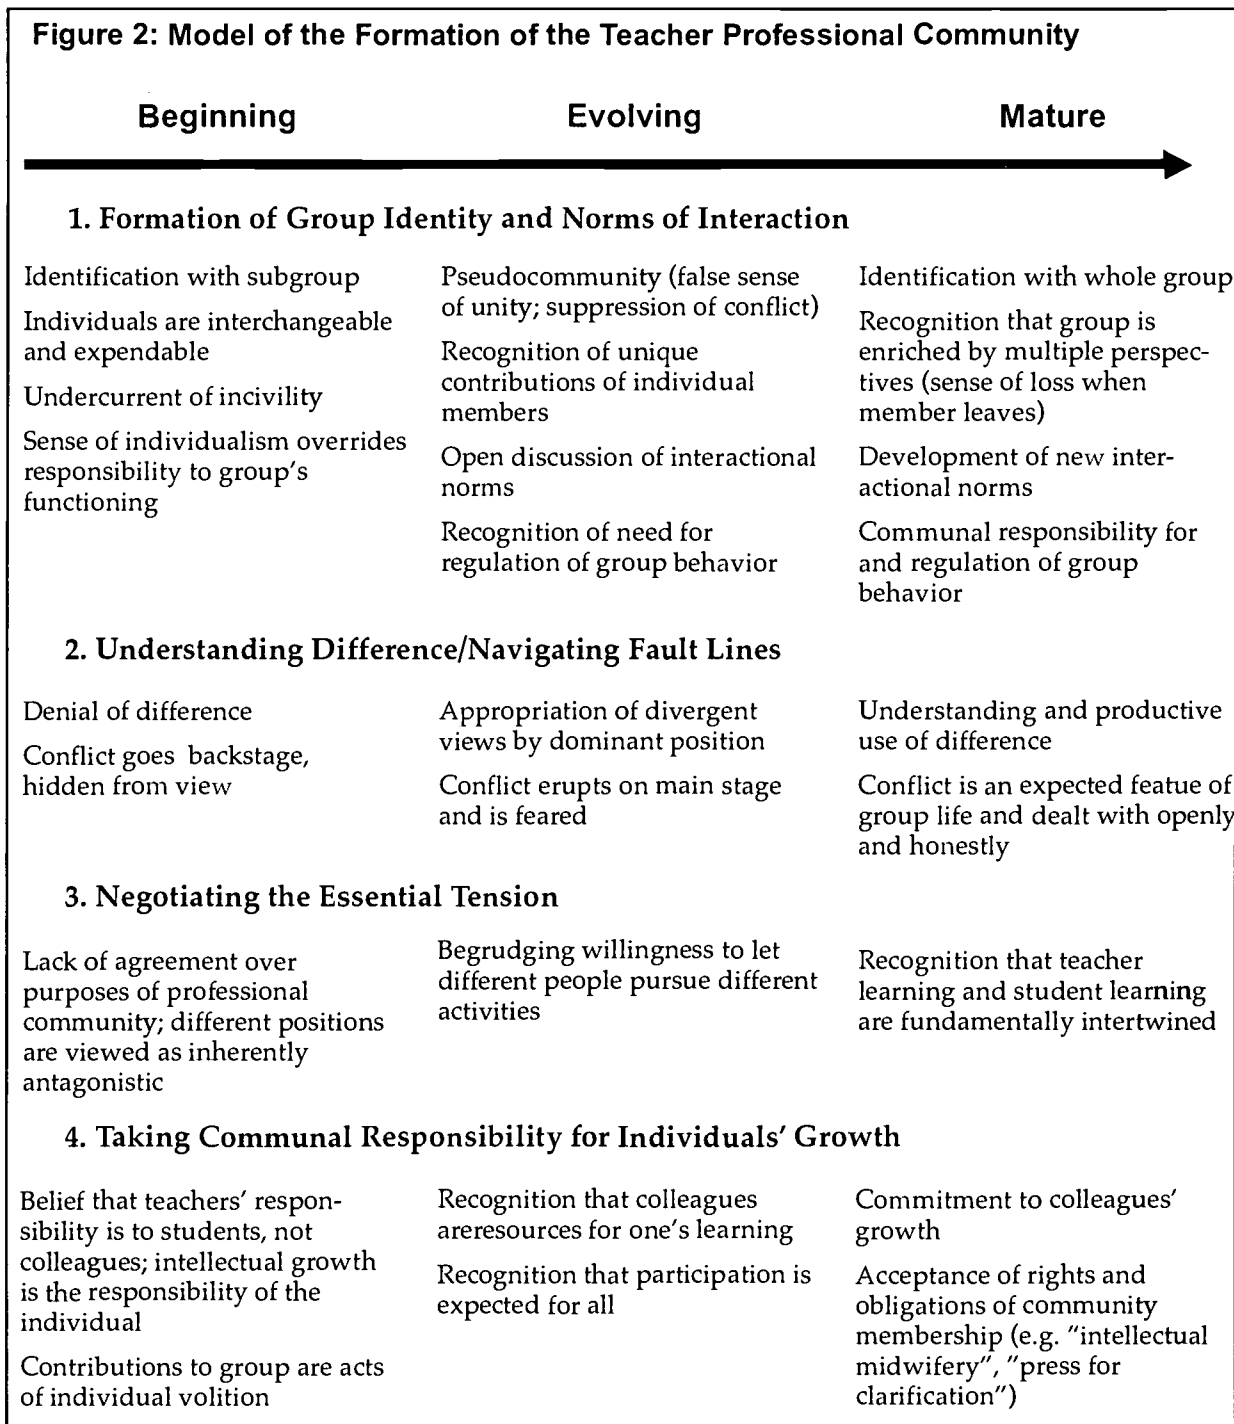 Figure 2: Model of the Formation of the Teacher Professional Community
Beginning
Evolving
Mature
1. Formation of Group Identity and Norms of Interaction
Identification with subgroup
Individuals are interchangeable
and expendable
Undercurrent of incivility
Sense of individualism overrides
responsibility to group's
functioning
Pseudocommunity (false sense
of unity; suppression of conflict)
Recognition of unique
contributions of individual
members
Open discussion of interactional
norms
Recognition of need for
regulation of group behavior
Identification with whole group
Recognition that group is
enriched by multiple perspec-
tives (sense of loss when
member leaves)
Development of new inter-
actional norms
Communal responsibility for
and regulation of group
behavior
2. Understanding Difference/Navigating Fault Lines
Denial of difference
Conflict goes backstage,
hidden from view
Appropriation of divergent
views by dominant position
Conflict erupts on main stage
and is feared
Understanding and productive
use of difference
Conflict is an expected featue of
group life and dealt with openly
and honestly
3. Negotiating the Essential Tension
Lack of agreement over
purposes of professional
community; different positions
are viewed as inherently
antagonistic
Begrudging willingness to let
different people pursue different
activities
Recognition that teacher
learning and student learning
are fundamentally intertwined
4. Taking Communal Responsibility for Individuals' Growth
Belief that teachers' respon-
sibility is to students, not
colleagues; intellectual growth
is the responsibility of the
individual
Contributions to group are acts
of individual volition
Recognition that colleagues
areresources for one's learning
Recognition that participation is
expected for all
Commitment to colleagues'
growth
Acceptance of rights and
obligations of community
membership (e.g. "intellectual
midwifery", "press for
clarification")